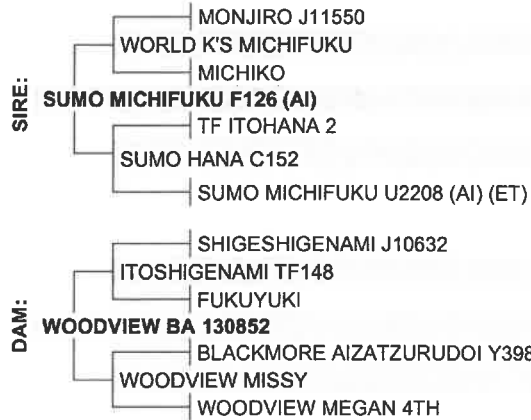 MONJIRO J11550
WORLD K'S MICHIFUKU
MICHIKO
SIRE:
SUMO MICHIFUKU F126 (AI)
TF ITOHANA 2
SUMO HANA C152
SUMO MICHIFUKU U2208 (AI) (ET)
SHIGESHIGENAMI J10632
ITOSHIGENAMI TF148
FUKUYUKI
DAM:
WOODVIEW BA 130852
BLACKMORE AIZATZURUDOI Y398
WOODVIEW MISSY
WOODVIEW MEGAN 4TH